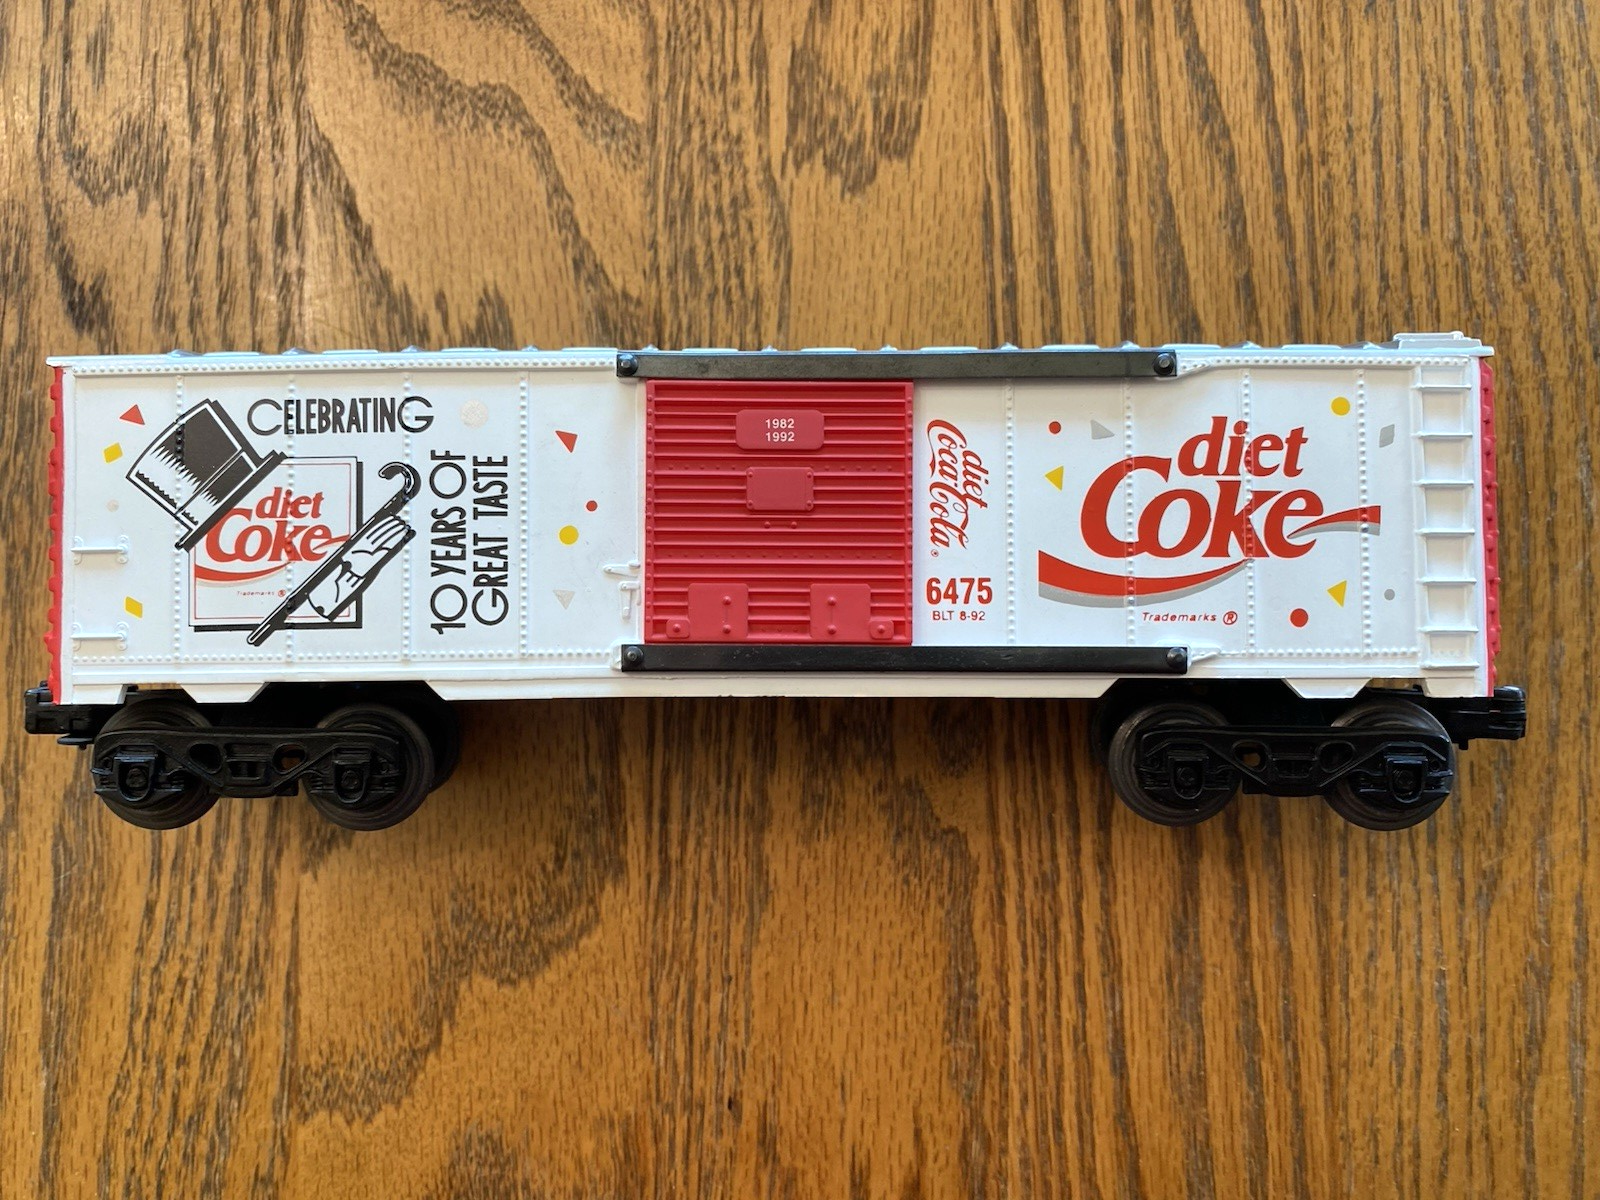 CELEBRATING
10 YEARS OF
GREAT TASTE
diet
Coke
Trademarks ®
1982
1992
diet
Coca-Cola®
6475
BLT 8-92
diet
Coke
Trademarks ®